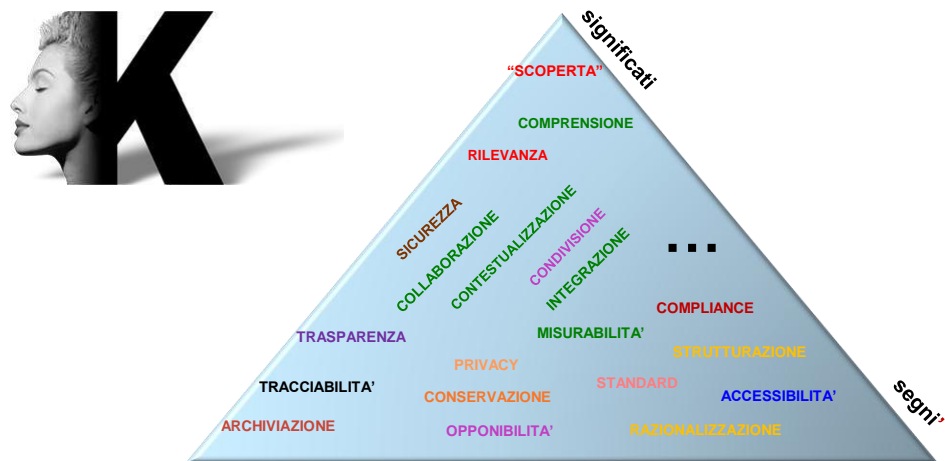 K
significati
“SCOPERTA”
COMPRENSIONE
RILEVANZA
SICUREZZA
COLLABORAZIONE
CONTESTUALIZZAZIONE
CONDIVISIONE
INTEGRAZIONE
...
COMPLIANCE
TRASPARENZA
MISURABILITA’
STRUTTURAZIONE
PRIVACY
TRACCIABILITA’
CONSERVAZIONE
STANDARD
ACCESSIBILITA’
segni’
ARCHIVIAZIONE
OPPONIBILITA’
RAZIONALIZZAZIONE